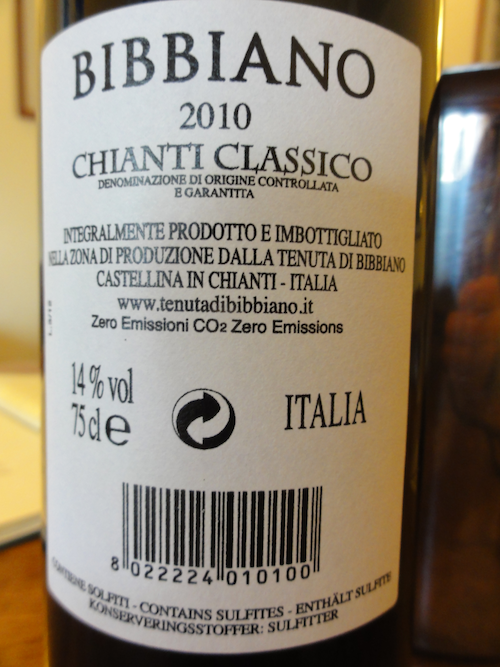 BIBBIANO
2010
CHIANTI CLASSICO
DENOMINAZIONE DI ORIGINE CONTROLLATA
E GARANTITA
INTEGRALMENTE PRODOTTO E IMBOTTIGLIATO
NELLA ZONA DI PRODUZIONE DALLA TENUTA DI BIBBIANO
CASTELLINA IN CHIANTI - ITALIA
www.tenutadibibbiano.it
Zero Emissioni CO2 Zero Emissions
14 % vol
75 cl e
ITALIA
8 022224 010100
CONTIENE SOLFITI - CONTAINS SULFITES - ENTHÄLT SULFITE
KONSERVERINGSSTOFFER: SULFITTER